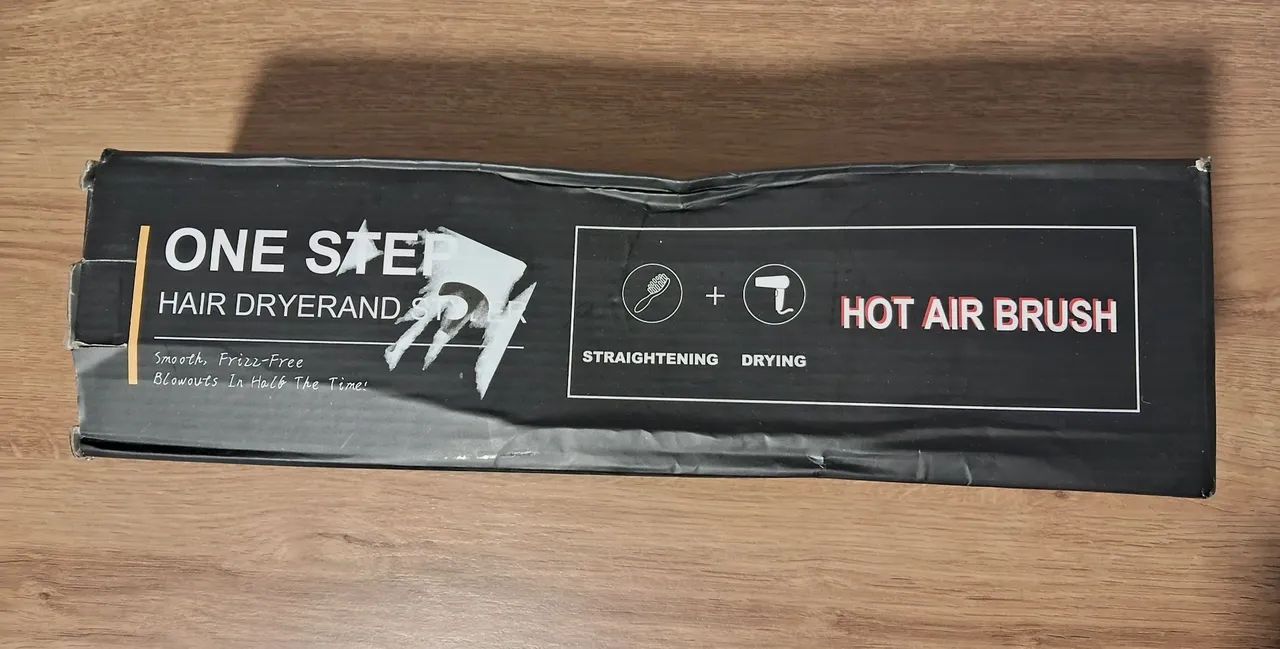 ONE STEP
HAIR DRYERAND
Smooth, Frizz-Free
Blowouts In Half The Time!
STRAIGHTENING
DRYING
HOT AIR BRUSH